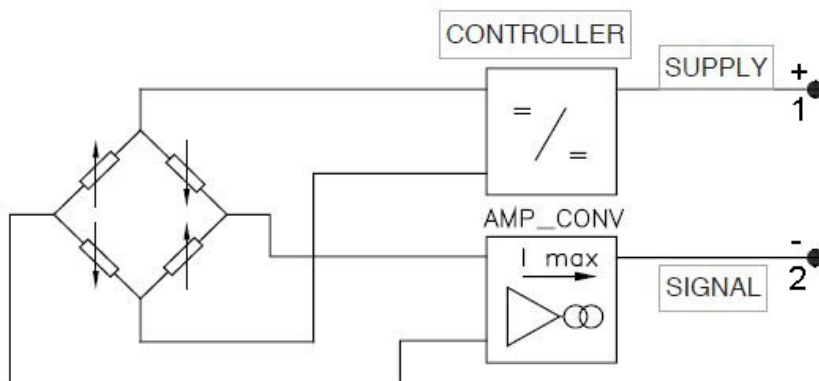 CONTROLLER
SUPPLY +
1
= / =
AMP_CONV
I max
SIGNAL -
2